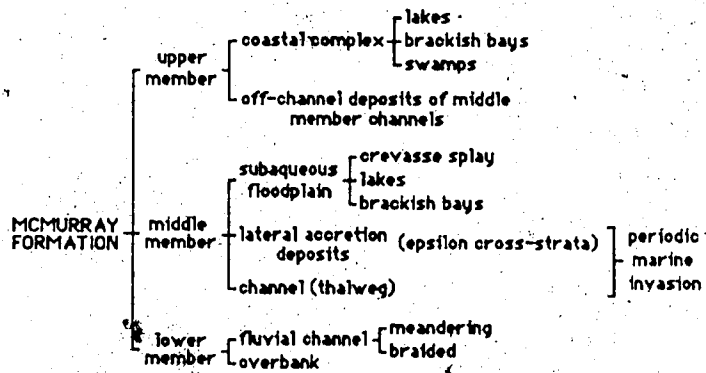 lakes
coastal complex
brackish bays
upper
member
swamps
off-channel deposits of middle
member channels
crevasse splay
subaqueous
floodplain
lakes
brackish bays
MCMURRAY
FORMATION
middle
member
lateral accretion
deposits
(epsilon cross-strata)
periodic
marine
invasion
channel (thalweg)
lower
member
fluvial channel
meandering
braided
overbank